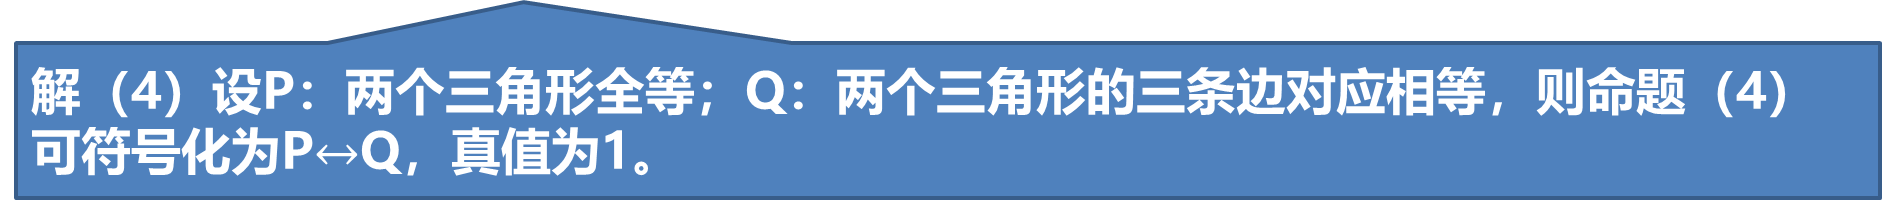 解（4）设P：两个三角形全等；Q：两个三角形的三条边对应相等，则命题（4）
可符号化为P↔Q，真值为1。